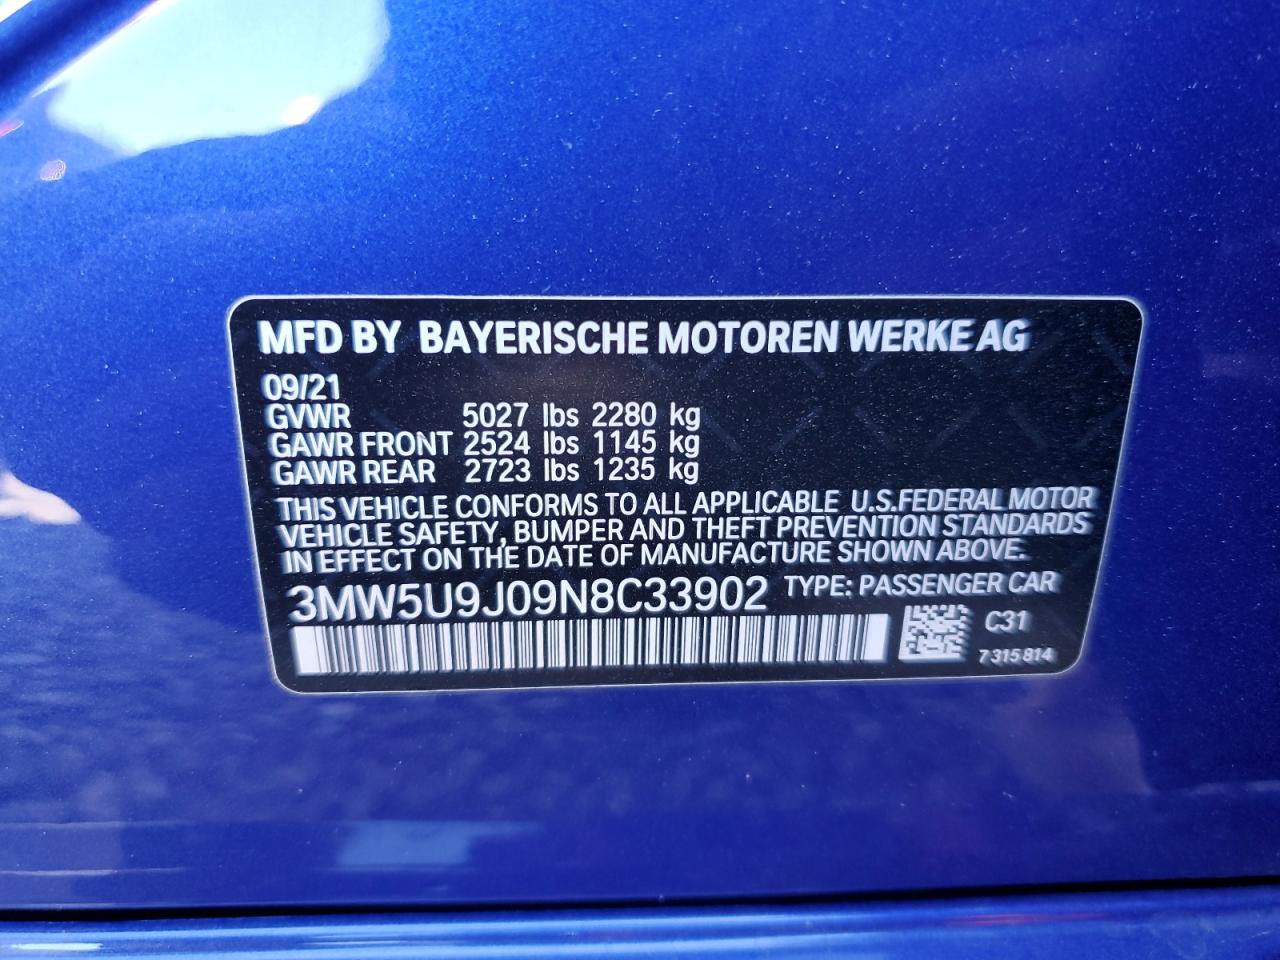 MFD BY BAYERISCHE MOTOREN WERKE AG
09/21
GVWR 5027 lbs 2280 kg
GAWR FRONT 2524 lbs 1145 kg
GAWR REAR 2723 lbs 1235 kg
THIS VEHICLE CONFORMS TO ALL APPLICABLE U.S.FEDERAL MOTOR
VEHICLE SAFETY, BUMPER AND THEFT PREVENTION STANDARDS
IN EFFECT ON THE DATE OF MANUFACTURE SHOWN ABOVE.
3MW5U9J09N8C33902 TYPE: PASSENGER CAR
C31
7 315 814